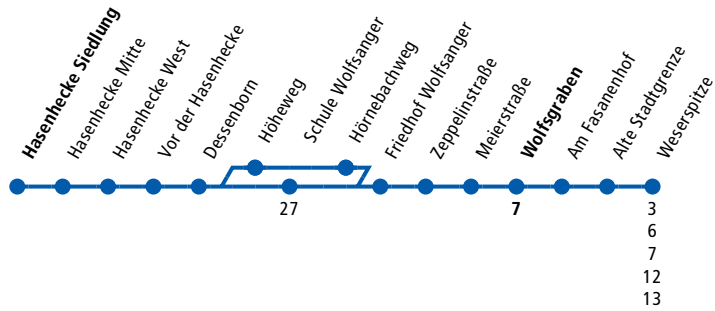 Hasenhecke Siedlung
Hasenhecke Mitte
Hasenhecke West
Vor der Hasenhecke
Dessenborn
Höheweg
Schule Wolfsanger
Hörnebachweg
Friedhof Wolfsanger
Zeppelinstraße
Meierstraße
Wolfsgraben
Am Fasanenhof
Alte Stadtgrenze
Weserspitze
27
7
3
6
7
12
13